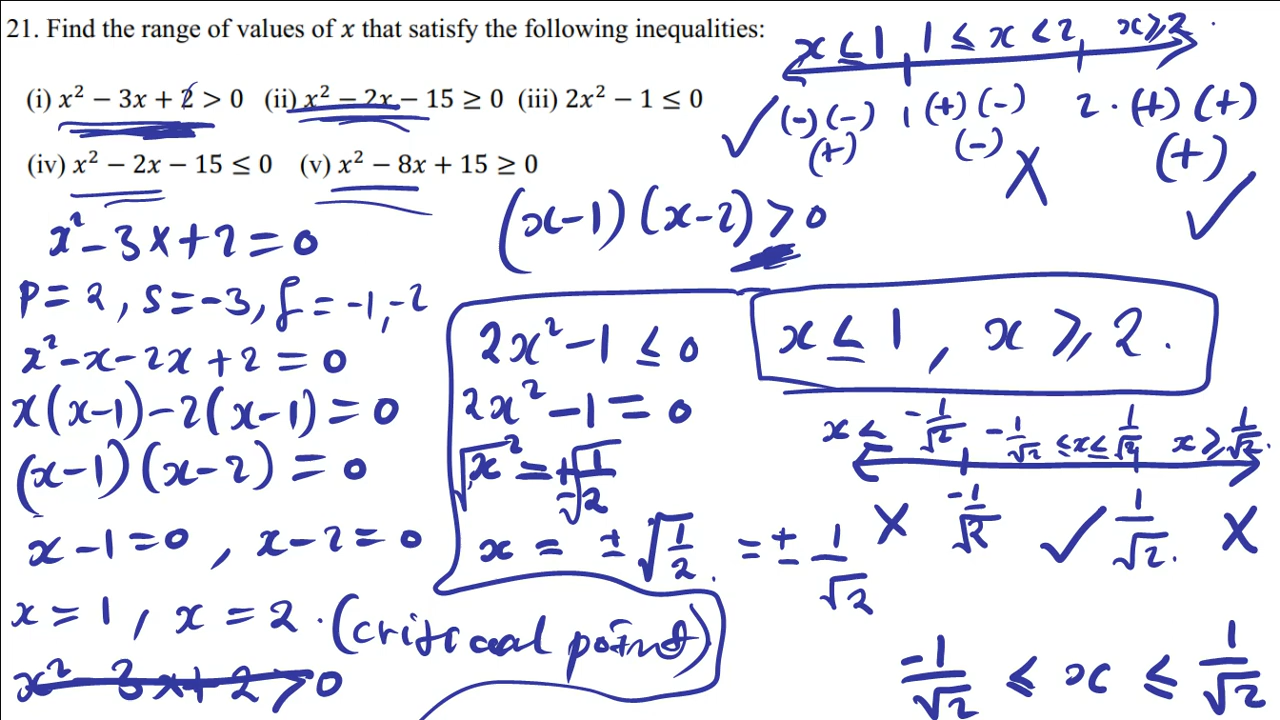 21. Find the range of values of x that satisfy the following inequalities:
(i) x² − 3x + 2 > 0 (ii) x² − 2x − 15 ≥ 0 (iii) 2x² − 1 ≤ 0
(iv) x² − 2x − 15 ≤ 0 (v) x² − 8x + 15 ≥ 0
x ≤ 1, 1 ≤ x < 2, x ≥ 2.
(-)(-) 1 (+)(-) 2. (+)(+)
(+) (-) X (+)
(x-1)(x-2) > 0
x² - 3x + 2 = 0
P = 2, S = -3, f = -1, -2
x² - x - 2x + 2 = 0
x(x-1) - 2(x-1) = 0
(x-1)(x-2) = 0
x - 1 = 0, x - 2 = 0
x = 1, x = 2. (critical point)
x² 3x + 2 > 0
2x² - 1 ≤ 0
2x² - 1 = 0
√x² = ±√1/2
x = ±√1/2. = ± 1/√2
x ≤ 1, x ≥ 2.
x ≤ -1/√2 -1/√2 ≤ x ≤ 1/√2 x ≥ 1/√2.
X -1/√2 ✓ 1/√2. X
-1/√2 ≤ x ≤ 1/√2